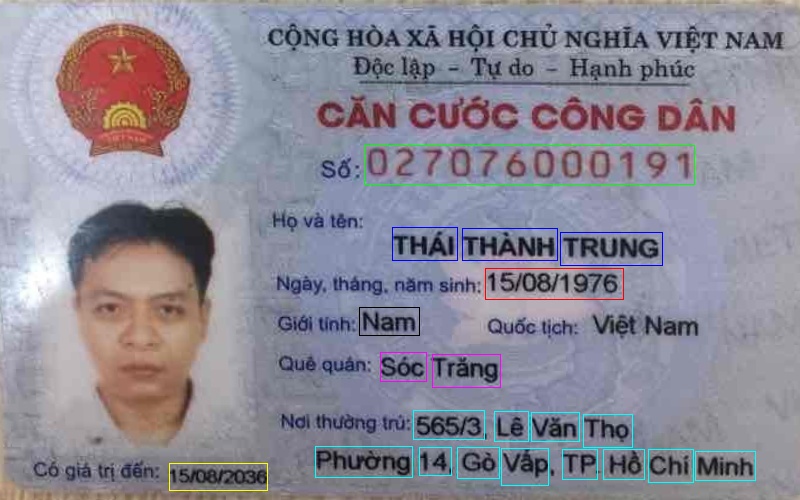 CỘNG HÒA XÃ HỘI CHỦ NGHĨA VIỆT NAM
Độc lập - Tự do - Hạnh phúc
CĂN CƯỚC CÔNG DÂN
Số: 027076000191
Họ và tên:
THÁI THÀNH TRUNG
Ngày, tháng, năm sinh: 15/08/1976
Giới tính: Nam Quốc tịch: Việt Nam
Quê quán: Sóc Trăng
Nơi thường trú: 565/3, Lê Văn Thọ
Phường 14, Gò Vấp, TP. Hồ Chí Minh
Có giá trị đến: 15/08/2036